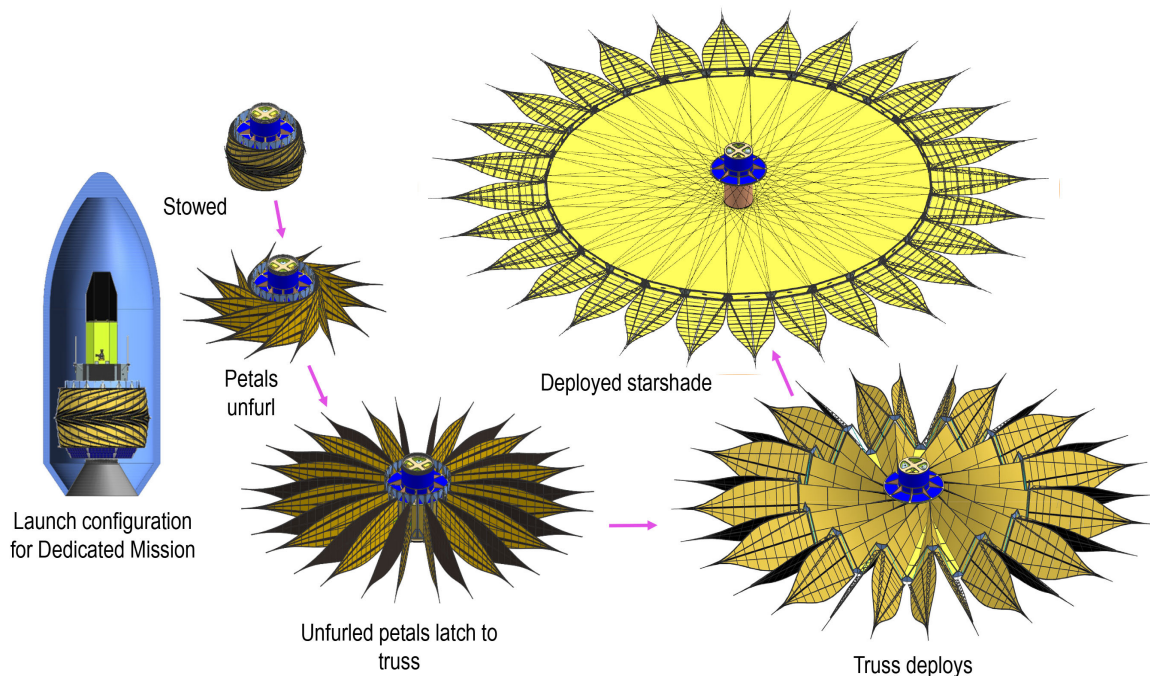 Stowed
Petals
unfurl
Deployed starshade
Launch configuration
for Dedicated Mission
Unfurled petals latch to
truss
Truss deploys